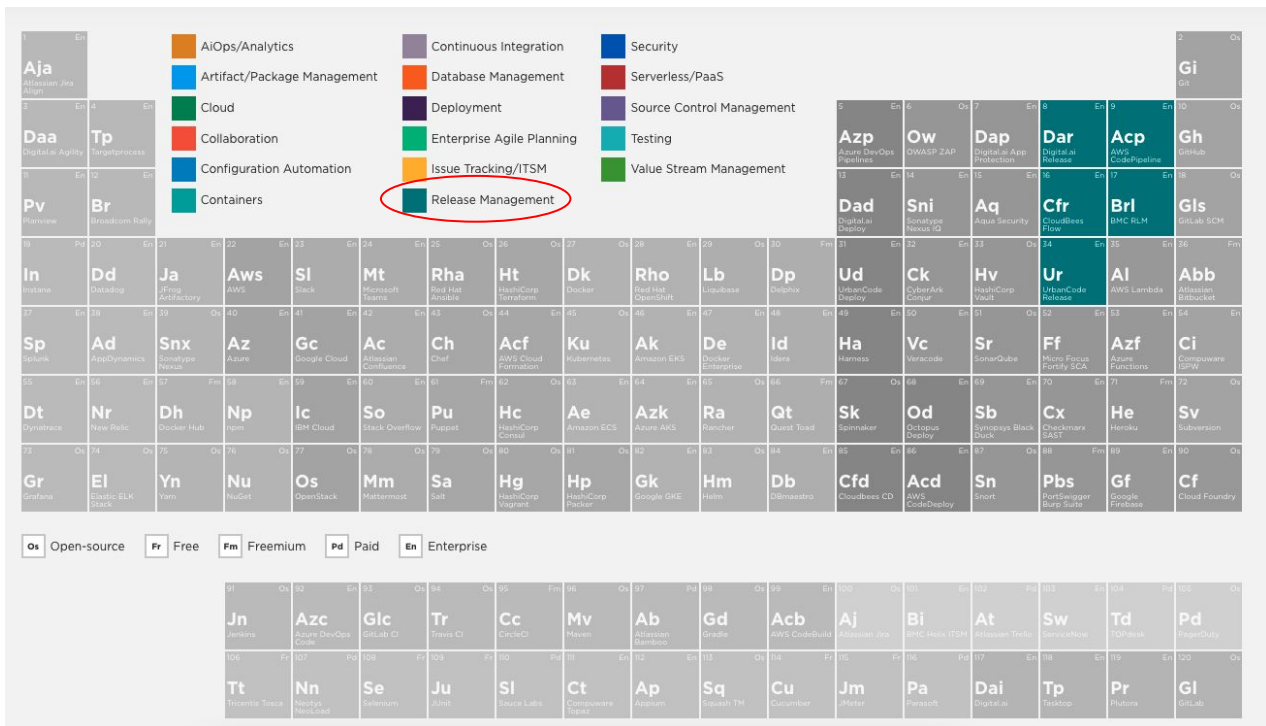 1 En 2 Os
AiOps/Analytics Continuous Integration Security
Aja Gi
Atlassian Jira Git
Align
Artifact/Package Management Database Management Serverless/PaaS
Cloud Deployment Source Control Management
3 En 4 En 5 En 6 Os 7 En 8 En 9 En 10 Os
Daa Tp Azp Ow Dap Dar Acp Gh
Digital.ai Agility Targetprocess Azure DevOps OWASP ZAP Digital.ai App Digital.ai AWS GitHub
Pipelines Protection Release CodePipeline
Collaboration Enterprise Agile Planning Testing
Configuration Automation Issue Tracking/ITSM Value Stream Management
Containers Release Management
11 En 12 En 13 En 14 En 15 En 16 En 17 En 18 Os
Pv Br Dad Sni Aq Cfr Brl Gls
Planview Broadcom Rally Digital.ai Sonatype Aqua Security CloudBees BMC RLM GitLab SCM
Deploy Nexus IQ Flow
19 Pd 20 En 21 En 22 En 23 En 24 En 25 Os 26 Os 27 Os 28 En 29 Os 30 Fm 31 En 32 En 33 Os 34 En 35 En 36 Fm
In Dd Ja Aws Sl Mt Rha Ht Dk Rho Lb Dp Ud Ck Hv Ur Al Abb
Instana Datadog JFrog AWS Slack Microsoft Red Hat HashiCorp Docker Red Hat Liquibase Delphix UrbanCode CyberArk HashiCorp UrbanCode AWS Lambda Atlassian
Artifactory Teams Ansible Terraform OpenShift Deploy Conjur Vault Release Bitbucket
37 En 38 En 39 Os 40 En 41 En 42 En 43 Os 44 En 45 Os 46 En 47 En 48 En 49 En 50 En 51 Os 52 En 53 En 54 En
Sp Ad Snx Az Gc Ac Ch Acf Ku Ak De Id Ha Vc Sr Ff Azf Ci
Splunk AppDynamics Sonatype Azure Google Cloud Atlassian Chef AWS Cloud Kubernetes Amazon EKS Docker Idera Harness Veracode SonarQube Micro Focus Azure Compuware
Nexus Confluence Formation Enterprise Fortify SCA Functions ISPW
55 En 56 En 57 Fm 58 En 59 En 60 En 61 Fm 62 Os 63 En 64 En 65 Os 66 Fm 67 Os 68 En 69 En 70 En 71 Fm 72 Os
Dt Nr Dh Np Ic So Pu Hc Ae Azk Ra Qt Sk Od Sb Cx He Sv
Dynatrace New Relic Docker Hub npm IBM Cloud Stack Overflow Puppet HashiCorp Amazon ECS Azure AKS Rancher Quest Toad Spinnaker Octopus Synopsys Black Checkmarx Heroku Subversion
Consul Deploy Duck SAST
73 Os 74 Os 75 Os 76 Os 77 Os 78 Os 79 Os 80 Os 81 Os 82 En 83 Os 84 En 85 En 86 En 87 Os 88 Fm 89 En 90 Os
Gr El Yn Nu Os Mm Sa Hg Hp Gk Hm Db Cfd Acd Sn Pbs Gf Cf
Grafana Elastic ELK Yarn NuGet OpenStack Mattermost Salt HashiCorp HashiCorp Google GKE Helm DBmaestro Cloudbees CD AWS Snort PortSwigger Google Cloud Foundry
Stack Vagrant Packer CodeDeploy Burp Suite Firebase
Os Open-source Fr Free Fm Freemium Pd Paid En Enterprise
91 Os 92 En 93 Os 94 Os 95 Fm 96 Os 97 Pd 98 Os 99 En 100 Os 101 En 102 Pd 103 En 104 Pd 105 Os
Jn Azc Glc Tr Cc Mv Ab Gd Acb Aj Bi At Sw Td Pd
Jenkins Azure DevOps GitLab CI Travis CI CircleCI Maven Atlassian Gradle AWS CodeBuild Atlassian Jira BMC Helix ITSM Atlassian Trello ServiceNow TOPdesk PagerDuty
Code Bamboo
106 Fr 107 Pd 108 Fr 109 Fr 110 Pd 111 En 112 En 113 Os 114 Fr 115 Fr 116 Pd 117 En 118 En 119 En 120 Os
Tt Nn Se Ju Sl Ct Ap Sq Cu Jm Pa Dai Tp Pr Gl
Tricentis Tosca Neotys Selenium JUnit Sauce Labs Compuware Appium Squash TM Cucumber JMeter Parasoft Digital.ai Tasktop Plutora GitLab
NeoLoad Topaz